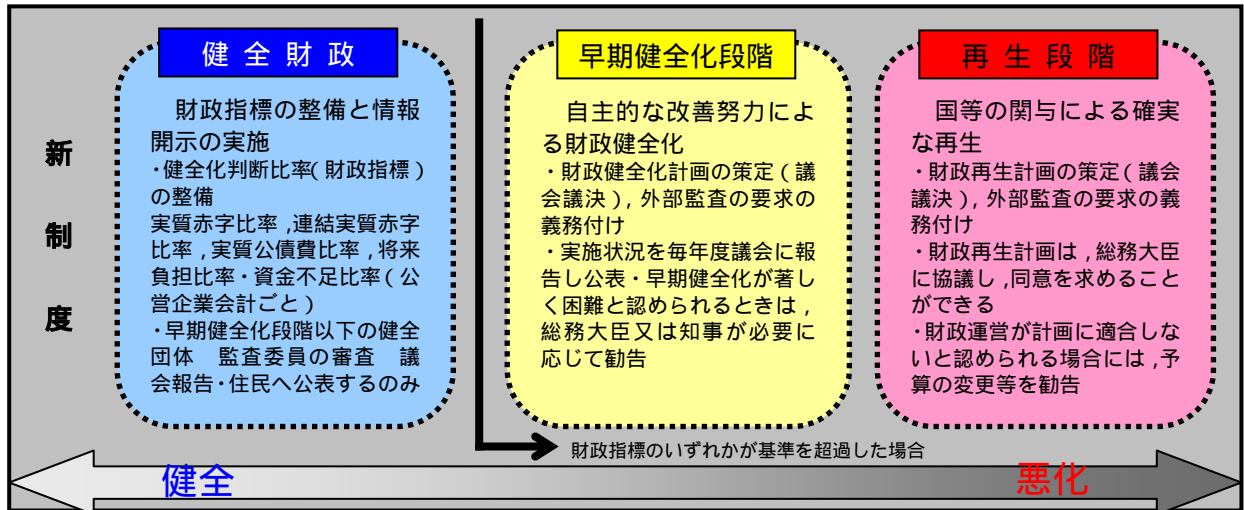 新
制
度
健全財政
財政指標の整備と情報
開示の実施
・健全化判断比率(財政指標)
の整備
実質赤字比率,連結実質赤字
比率,実質公債費比率,将来
負担比率・資金不足比率(公
営企業会計ごと)
・早期健全化段階以下の健全
団体 監査委員の審査 議
会報告・住民へ公表するのみ
早期健全化段階
自主的な改善努力によ
る財政健全化
・財政健全化計画の策定(議
会議決),外部監査の要求の
義務付け
・実施状況を毎年度議会に報
告し公表・早期健全化が著し
く困難と認められるときは,
総務大臣又は知事が必要に
応じて勧告
再生段階
国等の関与による確実
な再生
・財政再生計画の策定(議会
議決),外部監査の要求の義
務付け
・財政再生計画は,総務大臣
に協議し,同意を求めること
ができる
・財政運営が計画に適合しな
いと認められる場合には,予
算の変更等を勧告
財政指標のいずれかが基準を超過した場合
健全
悪化